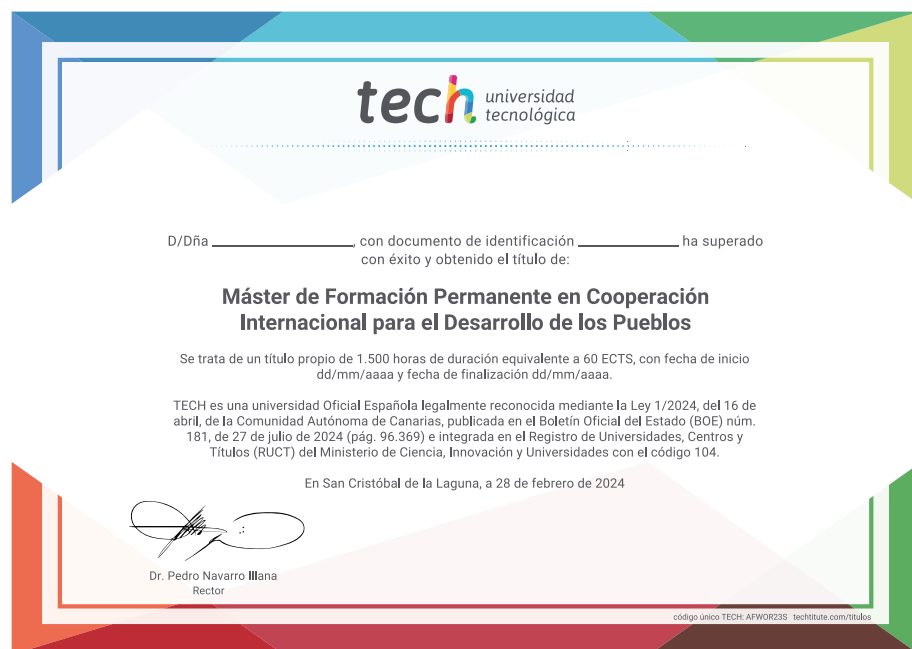 tech universidad
tecnológica
D/Dña ______________, con documento de identificación __________ ha superado
con éxito y obtenido el título de:
Máster de Formación Permanente en Cooperación
Internacional para el Desarrollo de los Pueblos
Se trata de un título propio de 1.500 horas de duración equivalente a 60 ECTS, con fecha de inicio
dd/mm/aaaa y fecha de finalización dd/mm/aaaa.
TECH es una universidad Oficial Española legalmente reconocida mediante la Ley 1/2024, del 16 de
abril, de la Comunidad Autónoma de Canarias, publicada en el Boletín Oficial del Estado (BOE) núm.
181, de 27 de julio de 2024 (pág. 96.369) e integrada en el Registro de Universidades, Centros y
Títulos (RUCT) del Ministerio de Ciencia, Innovación y Universidades con el código 104.
En San Cristóbal de la Laguna, a 28 de febrero de 2024
Dr. Pedro Navarro Illana
Rector
código único TECH: AFWOR23S techtitute.com/titulos